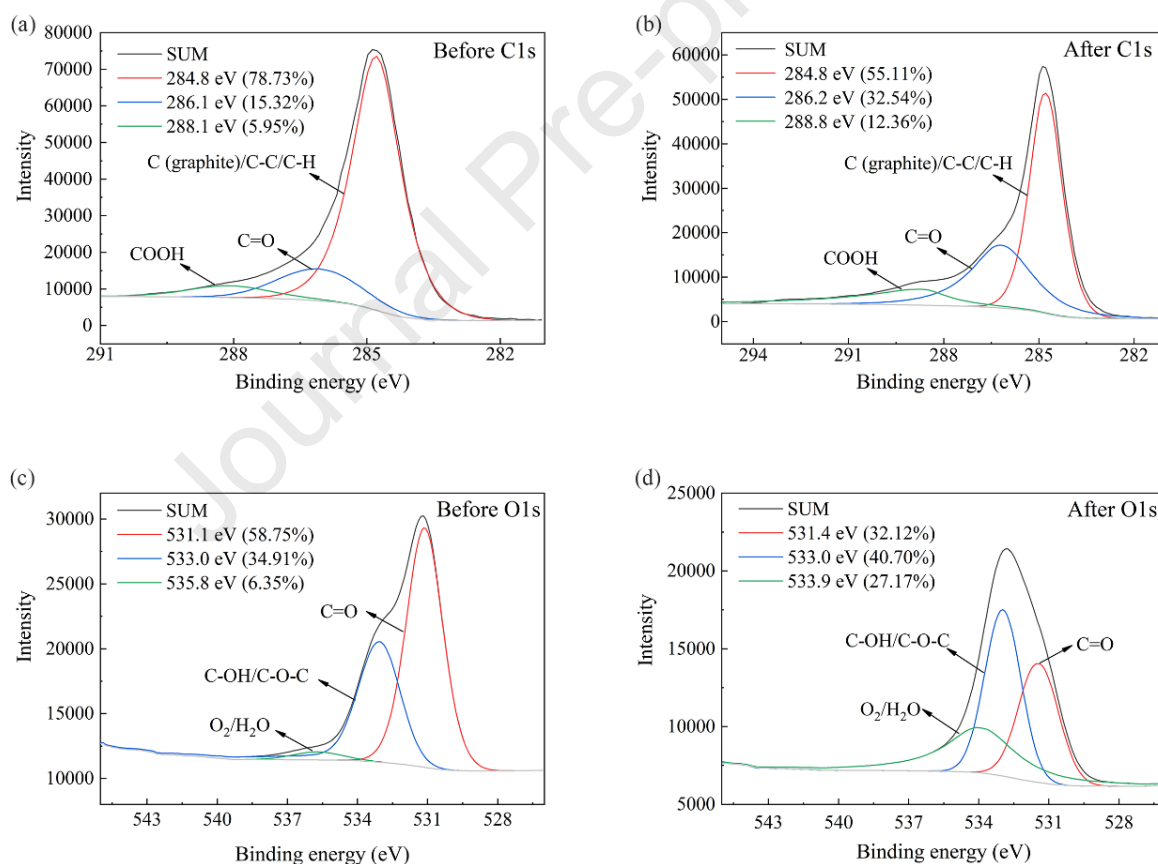 (a)
80000
70000
60000
50000
40000
30000
20000
10000
0
Intensity
SUM
284.8 eV (78.73%)
286.1 eV (15.32%)
288.1 eV (5.95%)
Before C1s
C (graphite)/C-C/C-H
C=O
COOH
291
288
285
282
Binding energy (eV)
(b)
60000
50000
40000
30000
20000
10000
0
Intensity
SUM
284.8 eV (55.11%)
286.2 eV (32.54%)
288.8 eV (12.36%)
After C1s
C (graphite)/C-C/C-H
C=O
COOH
294
291
288
285
282
Binding energy (eV)
(c)
30000
25000
20000
15000
10000
Intensity
SUM
531.1 eV (58.75%)
533.0 eV (34.91%)
535.8 eV (6.35%)
Before O1s
C=O
C-OH/C-O-C
O2/H2O
543
540
537
534
531
528
Binding energy (eV)
(d)
25000
20000
15000
10000
5000
Intensity
SUM
531.4 eV (32.12%)
533.0 eV (40.70%)
533.9 eV (27.17%)
After O1s
C-OH/C-O-C
C=O
O2/H2O
543
540
537
534
531
528
Binding energy (eV)
Journal Pre-p